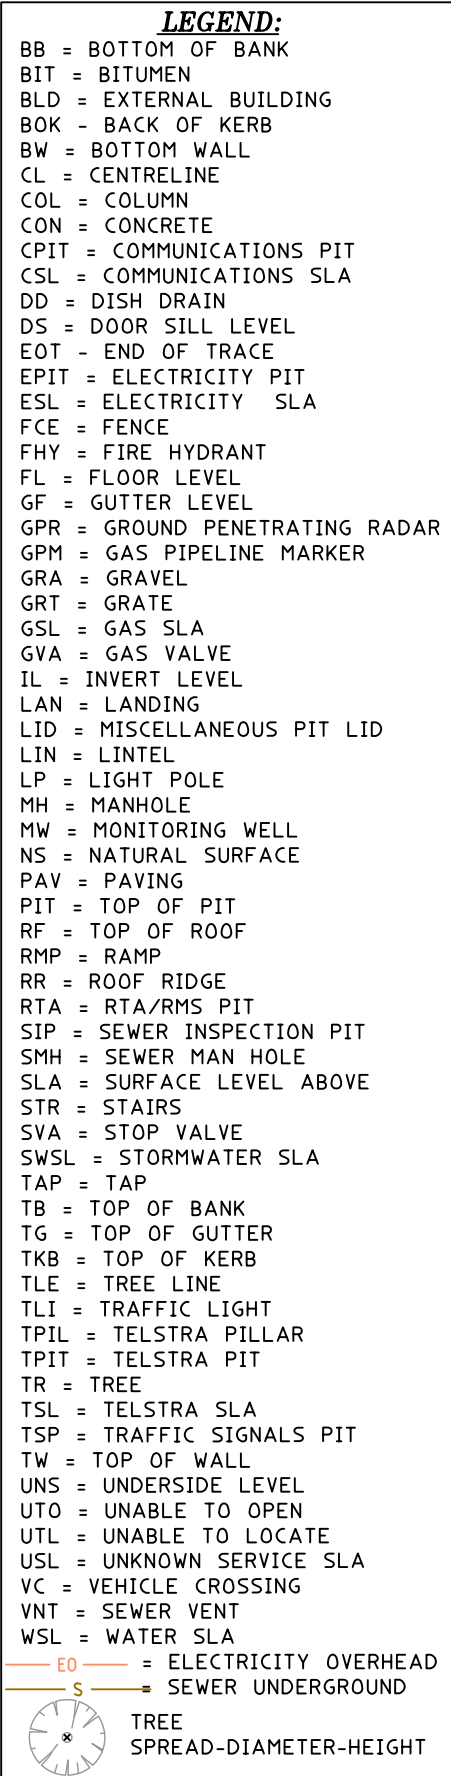 LEGEND:
BB = BOTTOM OF BANK
BIT = BITUMEN
BLD = EXTERNAL BUILDING
BOK - BACK OF KERB
BW = BOTTOM WALL
CL = CENTRELINE
COL = COLUMN
CON = CONCRETE
CPIT = COMMUNICATIONS PIT
CSL = COMMUNICATIONS SLA
DD = DISH DRAIN
DS = DOOR SILL LEVEL
EOT - END OF TRACE
EPIT = ELECTRICITY PIT
ESL = ELECTRICITY  SLA
FCE = FENCE
FHY = FIRE HYDRANT
FL = FLOOR LEVEL
GF = GUTTER LEVEL
GPR = GROUND PENETRATING RADAR
GPM = GAS PIPELINE MARKER
GRA = GRAVEL
GRT = GRATE
GSL = GAS SLA
GVA = GAS VALVE
IL = INVERT LEVEL
LAN = LANDING
LID = MISCELLANEOUS PIT LID
LIN = LINTEL
LP = LIGHT POLE
MH = MANHOLE
MW = MONITORING WELL
NS = NATURAL SURFACE
PAV = PAVING
PIT = TOP OF PIT
RF = TOP OF ROOF
RMP = RAMP
RR = ROOF RIDGE
RTA = RTA/RMS PIT
SIP = SEWER INSPECTION PIT
SMH = SEWER MAN HOLE
SLA = SURFACE LEVEL ABOVE
STR = STAIRS
SVA = STOP VALVE
SWSL = STORMWATER SLA
TAP = TAP
TB = TOP OF BANK
TG = TOP OF GUTTER
TKB = TOP OF KERB
TLE = TREE LINE
TLI = TRAFFIC LIGHT
TPIL = TELSTRA PILLAR
TPIT = TELSTRA PIT
TR = TREE
TSL = TELSTRA SLA
TSP = TRAFFIC SIGNALS PIT
TW = TOP OF WALL
UNS = UNDERSIDE LEVEL
UTO = UNABLE TO OPEN
UTL = UNABLE TO LOCATE
USL = UNKNOWN SERVICE SLA
VC = VEHICLE CROSSING
VNT = SEWER VENT
WSL = WATER SLA
EO = ELECTRICITY OVERHEAD
S = SEWER UNDERGROUND
TREE
SPREAD-DIAMETER-HEIGHT